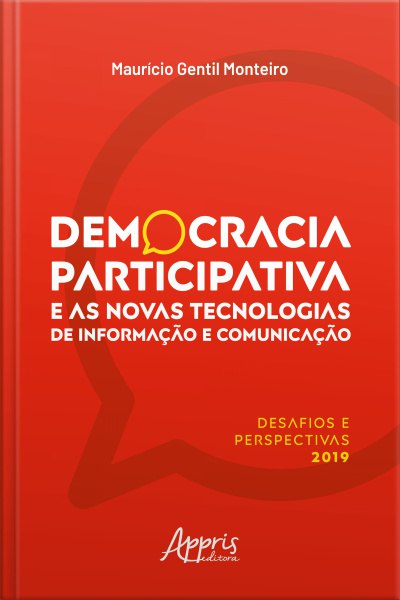 Maurício Gentil Monteiro
DEMOCRACIA
PARTICIPATIVA
E AS NOVAS TECNOLOGIAS
DE INFORMAÇÃO E COMUNICAÇÃO
DESAFIOS E
PERSPECTIVAS
2019
Appris
editora